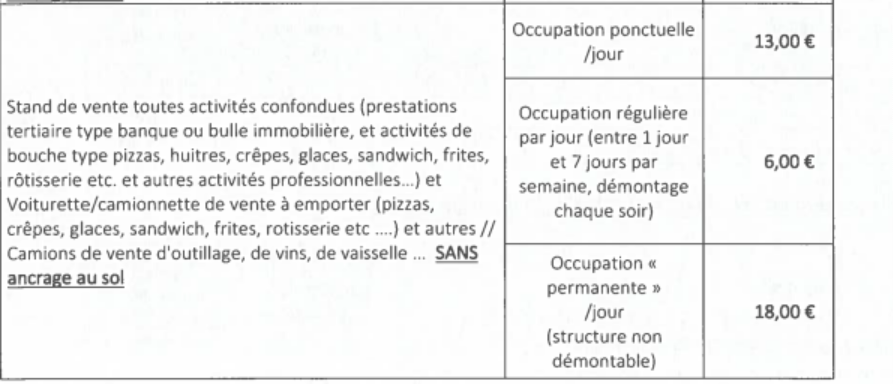 Occupation ponctuelle
/jour
13,00 €
Stand de vente toutes activités confondues (prestations
tertiaire type banque ou bulle immobilière, et activités de
bouche type pizzas, huitres, crêpes, glaces, sandwich, frites,
rôtisserie etc. et autres activités professionnelles...) et
Voiturette/camionnette de vente à emporter (pizzas,
crêpes, glaces, sandwich, frites, rotisserie etc ....) et autres //
Camions de vente d'outillage, de vins, de vaisselle ... SANS
ancrage au sol
Occupation régulière
par jour (entre 1 jour
et 7 jours par
semaine, démontage
chaque soir)
6,00 €
Occupation «
permanente »
/jour
(structure non
démontable)
18,00 €